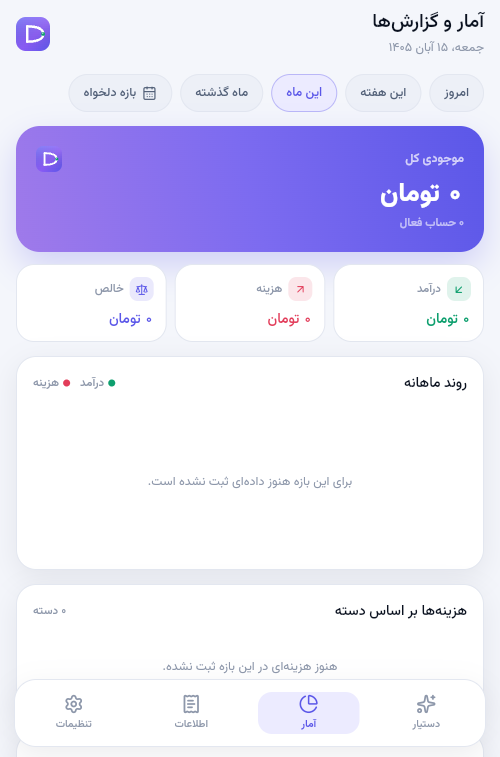 آمار و گزارش‌ها
جمعه، ۱۵ آبان ۱۴۰۵
امروز
این هفته
این ماه
ماه گذشته
بازه دلخواه
موجودی کل
۰ تومان
۰ حساب فعال
درآمد
۰ تومان
هزینه
۰ تومان
خالص
۰ تومان
روند ماهانه
درآمد
هزینه
برای این بازه هنوز داده‌ای ثبت نشده است.
هزینه‌ها بر اساس دسته
۰ دسته
هنوز هزینه‌ای در این بازه ثبت نشده.
دستیار
آمار
اطلاعات
تنظیمات